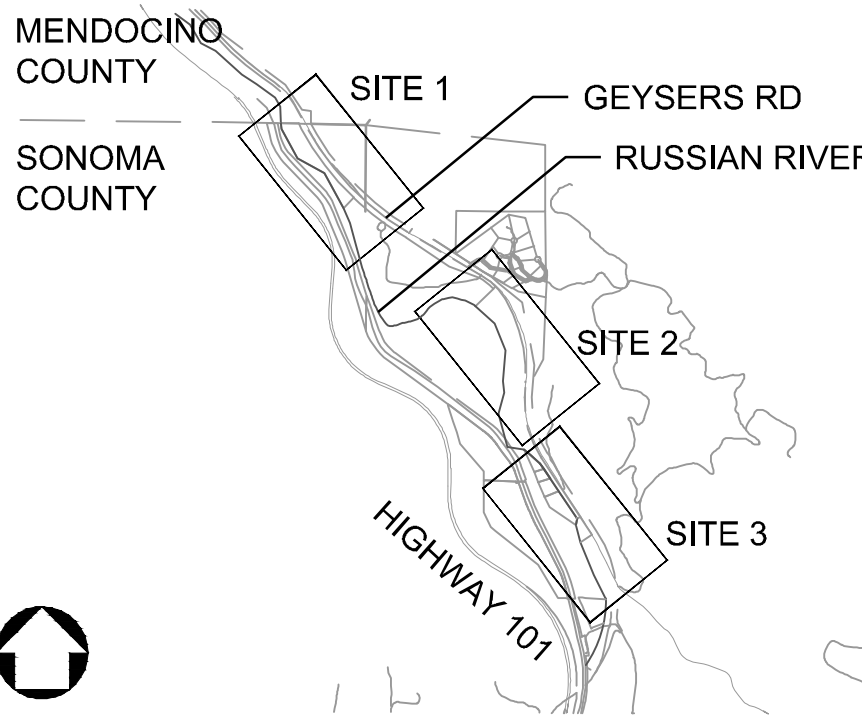 MENDOCINO
COUNTY
SITE 1
GEYSERS RD
SONOMA
COUNTY
RUSSIAN RIVER
SITE 2
SITE 3
HIGHWAY 101